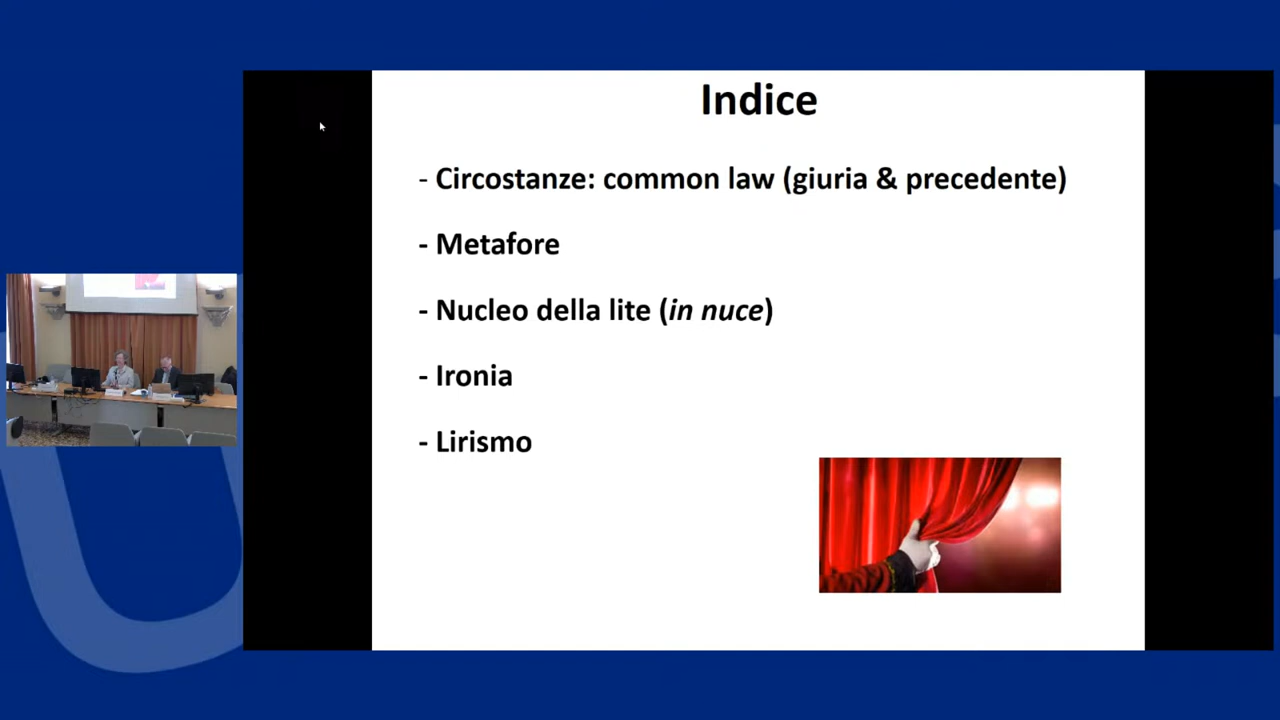 Indice
- Circostanze: common law (giuria & precedente)
- Metafore
- Nucleo della lite (in nuce)
- Ironia
- Lirismo